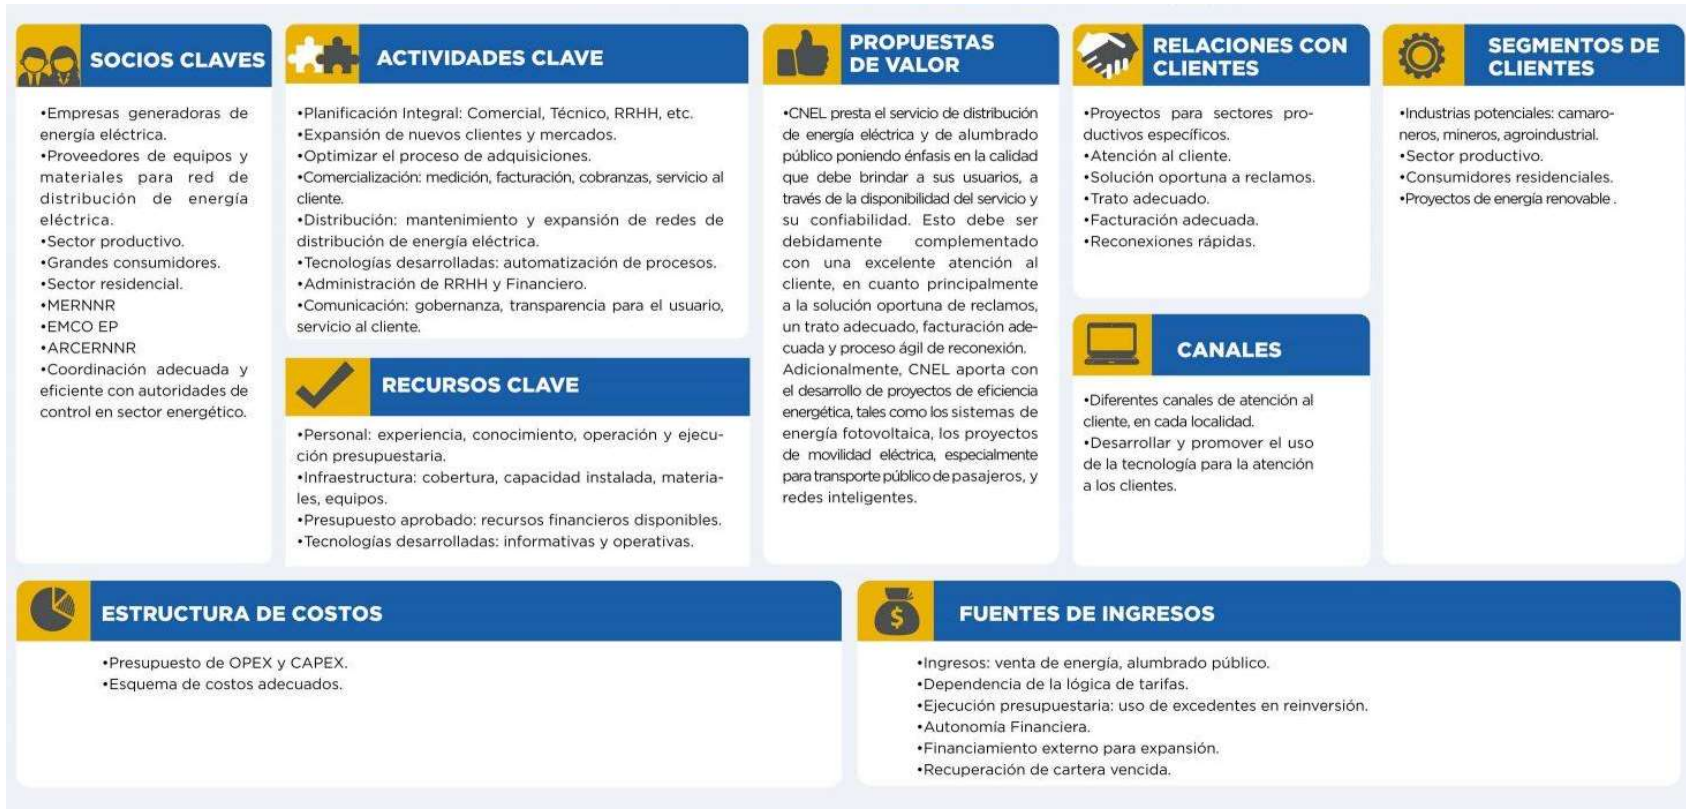 SOCIOS CLAVES
•Empresas generadoras de
energía eléctrica.
•Proveedores de equipos y
materiales para red de
distribución de energía
eléctrica.
•Sector productivo.
•Grandes consumidores.
•Sector residencial.
•MERNNR
•EMCO EP
•ARCERNNR
•Coordinación adecuada y
eficiente con autoridades de
control en sector energético.
ACTIVIDADES CLAVE
•Planificación Integral: Comercial, Técnico, RRHH, etc.
•Expansión de nuevos clientes y mercados.
•Optimizar el proceso de adquisiciones.
•Comercialización: medición, facturación, cobranzas, servicio al
cliente.
•Distribución: mantenimiento y expansión de redes de
distribución de energía eléctrica.
•Tecnologías desarrolladas: automatización de procesos.
•Administración de RRHH y Financiero.
•Comunicación: gobernanza, transparencia para el usuario,
servicio al cliente.
RECURSOS CLAVE
•Personal: experiencia, conocimiento, operación y ejecu-
ción presupuestaria.
•Infraestructura: cobertura, capacidad instalada, materia-
les, equipos.
•Presupuesto aprobado: recursos financieros disponibles.
•Tecnologías desarrolladas: informativas y operativas.
PROPUESTAS
DE VALOR
•CNEL presta el servicio de distribución
de energía eléctrica y de alumbrado
público poniendo énfasis en la calidad
que debe brindar a sus usuarios, a
través de la disponibilidad del servicio y
su confiabilidad. Esto debe ser
debidamente complementado
con una excelente atención al
cliente, en cuanto principalmente
a la solución oportuna de reclamos,
un trato adecuado, facturación ade-
cuada y proceso ágil de reconexión.
Adicionalmente, CNEL aporta con
el desarrollo de proyectos de eficiencia
energética, tales como los sistemas de
energía fotovoltaica, los proyectos
de movilidad eléctrica, especialmente
para transporte público de pasajeros, y
redes inteligentes.
RELACIONES CON
CLIENTES
•Proyectos para sectores pro-
ductivos específicos.
•Atención al cliente.
•Solución oportuna a reclamos.
•Trato adecuado.
•Facturación adecuada.
•Reconexiones rápidas.
CANALES
•Diferentes canales de atención al
cliente, en cada localidad.
•Desarrollar y promover el uso
de la tecnología para la atención
a los clientes.
SEGMENTOS DE
CLIENTES
•Industrias potenciales: camaro-
neros, mineros, agroindustrial.
•Sector productivo.
•Consumidores residenciales.
•Proyectos de energía renovable .
ESTRUCTURA DE COSTOS
•Presupuesto de OPEX y CAPEX.
•Esquema de costos adecuados.
$
FUENTES DE INGRESOS
•Ingresos: venta de energía, alumbrado público.
•Dependencia de la lógica de tarifas.
•Ejecución presupuestaria: uso de excedentes en reinversión.
•Autonomía Financiera.
•Financiamiento externo para expansión.
•Recuperación de cartera vencida.